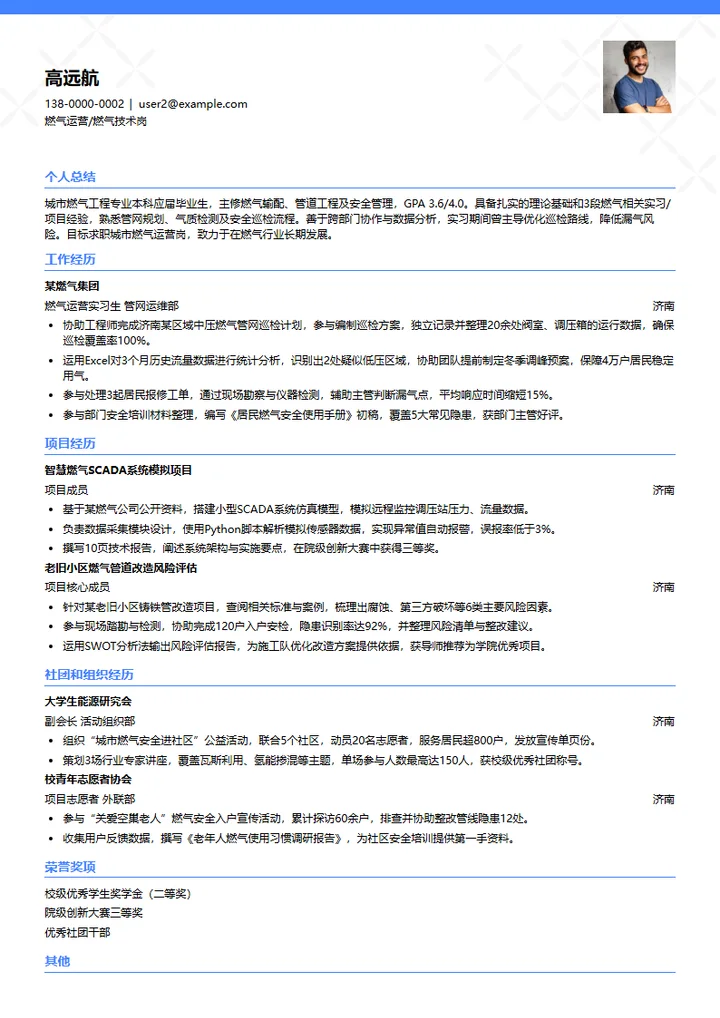 高远航
138-0000-0002 | user2@example.com
燃气运营/燃气技术岗
个人总结
城市燃气工程专业本科应届毕业生，主修燃气输配、管道工程及安全管理，GPA 3.6/4.0。具备扎实的理论基础和3段燃气相关实习/
项目经验，熟悉管网规划、气质检测及安全巡检流程。善于跨部门协作与数据分析，实习期间曾主导优化巡检路线，降低漏气风
险。目标求职城市燃气运营岗，致力于在燃气行业长期发展。
工作经历
某燃气集团
燃气运营实习生 管网运维部 济南
• 协助工程师完成济南某区域中压燃气管网巡检计划，参与编制巡检方案，独立记录并整理20余处阀室、调压箱的运行数据，确保
巡检覆盖率100%。
• 运用Excel对3个月历史流量数据进行统计分析，识别出2处疑似低压区域，协助团队提前制定冬季调峰预案，保障4万户居民稳定
用气。
• 参与处理3起居民报修工单，通过现场勘察与仪器检测，辅助主管判断漏气点，平均响应时间缩短15%。
• 参与部门安全培训材料整理，编写《居民燃气安全使用手册》初稿，覆盖5大常见隐患，获部门主管好评。
项目经历
智慧燃气SCADA系统模拟项目
项目成员 济南
• 基于某燃气公司公开资料，搭建小型SCADA系统仿真模型，模拟远程监控调压站压力、流量数据。
• 负责数据采集模块设计，使用Python脚本解析模拟传感器数据，实现异常值自动报警，误报率低于3%。
• 撰写10页技术报告，阐述系统架构与实施要点，在院级创新大赛中获得三等奖。
老旧小区燃气管道改造风险评估
项目核心成员 济南
• 针对某老旧小区铸铁管改造项目，查阅相关标准与案例，梳理出腐蚀、第三方破坏等6类主要风险因素。
• 参与现场踏勘与检测，协助完成120户入户安检，隐患识别率达92%，并整理风险清单与整改建议。
• 运用SWOT分析法输出风险评估报告，为施工队优化改造方案提供依据，获导师推荐为学院优秀项目。
社团和组织经历
大学生能源研究会
副会长 活动组织部 济南
• 组织“城市燃气安全进社区”公益活动，联合5个社区，动员20名志愿者，服务居民超800户，发放宣传单页份。
• 策划3场行业专家讲座，覆盖瓦斯利用、氢能掺混等主题，单场参与人数最高达150人，获校级优秀社团称号。
校青年志愿者协会
项目志愿者 外联部 济南
• 参与“关爱空巢老人”燃气安全入户宣传活动，累计探访60余户，排查并协助整改管线隐患12处。
• 收集用户反馈数据，撰写《老年人燃气使用习惯调研报告》，为社区安全培训提供第一手资料。
荣誉奖项
校级优秀学生奖学金（二等奖）
院级创新大赛三等奖
优秀社团干部
其他